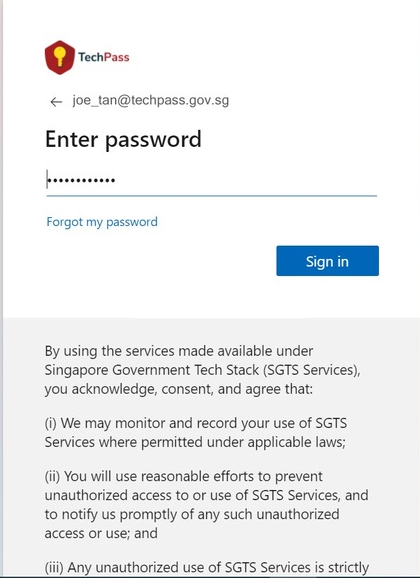 TechPass
← joe_tan@techpass.gov.sg
Enter password
••••••••••••
Forgot my password
Sign in
By using the services made available under
Singapore Government Tech Stack (SGTS Services),
you acknowledge, consent, and agree that:
(i) We may monitor and record your use of SGTS
Services where permitted under applicable laws;
(ii) You will use reasonable efforts to prevent
unauthorized access to or use of SGTS Services, and
to notify us promptly of any such unauthorized
access or use; and
(iii) Any unauthorized use of SGTS Services is strictly